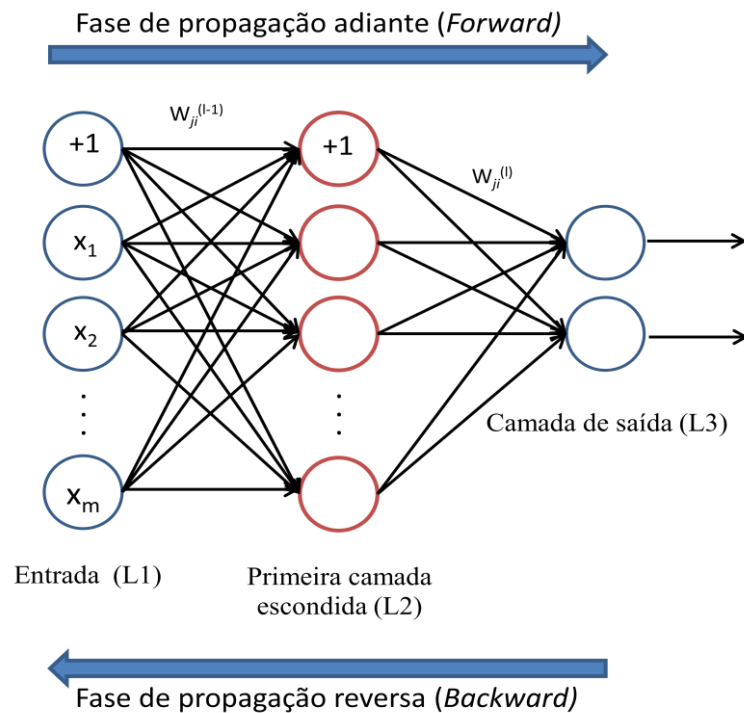 Fase de propagação adiante (Forward)
W_ji^(l-1)
+1
+1
W_ji^(l)
x_1
x_2
x_m
Camada de saída (L3)
Entrada (L1)
Primeira camada
escondida (L2)
Fase de propagação reversa (Backward)